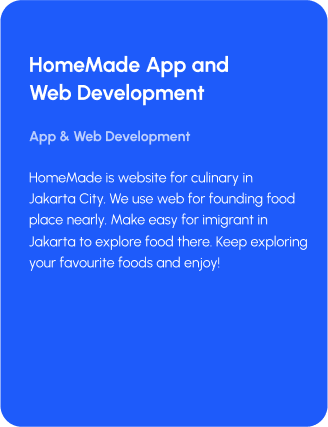 HomeMade App and
Web Development
App & Web Development
HomeMade is website for culinary in
Jakarta City. We use web for founding food
place nearly. Make easy for imigrant in
Jakarta to explore food there. Keep exploring
your favourite foods and enjoy!